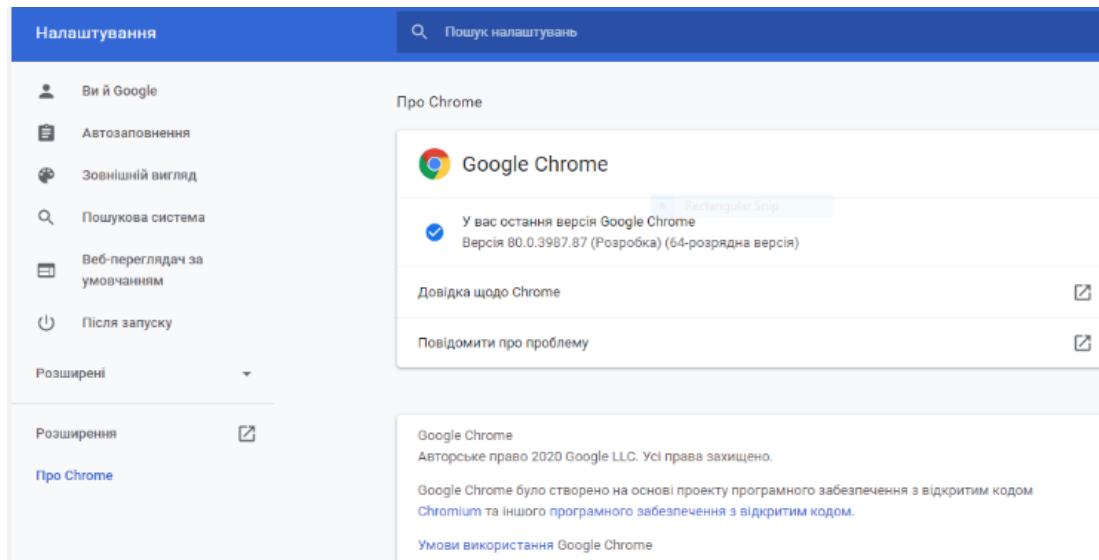 Налаштування
Пошук налаштувань
Ви й Google
Автозаповнення
Зовнішній вигляд
Пошукова система
Веб-переглядач за
умовчанням
Після запуску
Розширені
Розширення
Про Chrome
Про Chrome
Google Chrome
Rectangular Snip
У вас остання версія Google Chrome
Версія 80.0.3987.87 (Розробка) (64-розрядна версія)
Довідка щодо Chrome
Повідомити про проблему
Google Chrome
Авторське право 2020 Google LLC. Усі права захищено.
Google Chrome було створено на основі проекту програмного забезпечення з відкритим кодом
Chromium та іншого програмного забезпечення з відкритим кодом.
Умови використання Google Chrome